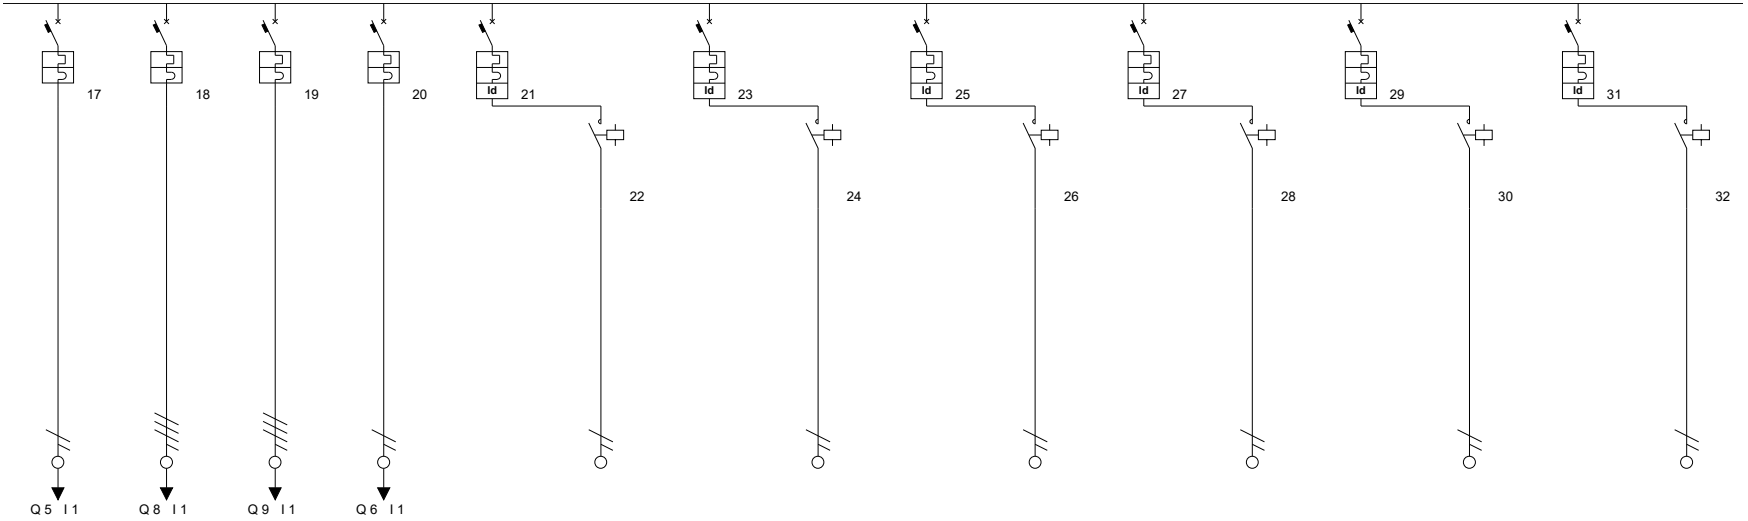 Id Id Id Id Id Id
17 18 19 20 21 23 25 27 29 31
22 24 26 28 30 32
Q5 I1 Q8 I1 Q9 I1 Q6 I1